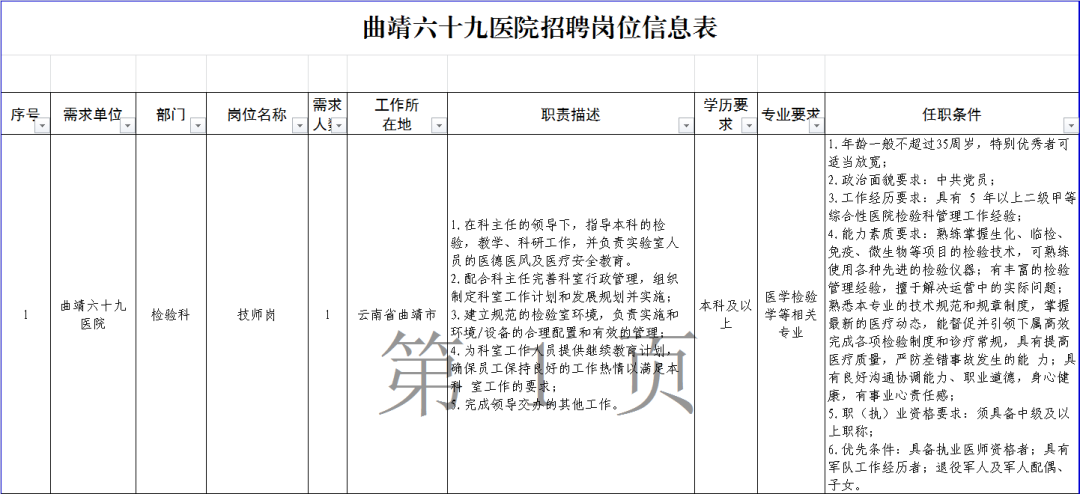 曲靖六十九医院招聘岗位信息表
序号
需求单位
部门
岗位名称
需求
人数
工作所
在地
职责描述
学历要
求
专业要求
任职条件
1
曲靖六十九
医院
检验科
技师岗
1
云南省曲靖市
1.在科主任的领导下，指导本科的检
验，教学、科研工作，并负责实验室人
员的医德医风及医疗安全教育。
2.配合科主任完善科室行政管理，组织
制定科室工作计划和发展规划并实施；
3.建立规范的检验室环境，负责实施和
环境/设备的合理配置和有效的管理；
4.为科室工作人员提供继续教育计划，
确保员工保持良好的工作热情以满足本
科 室工作的要求；
5.完成领导交办的其他工作。
本科及以
上
医学检验
学等相关
专业
1.年龄一般不超过35周岁，特别优秀者可
适当放宽；
2.政治面貌要求：中共党员；
3.工作经历要求：具有 5 年以上二级甲等
综合性医院检验科管理工作经验；
4.能力素质要求：熟练掌握生化、临检、
免疫、微生物等项目的检验技术，可熟练
使用各种先进的检验仪器；有丰富的检验
管理经验，擅于解决运营中的实际问题；
熟悉本专业的技术规范和规章制度，掌握
最新的医疗动态，能督促并引领下属高效
完成各项检验制度和诊疗常规，具有提高
医疗质量，严防差错事故发生的能 力；具
有良好沟通协调能力、职业道德，身心健
康，有事业心责任感；
5.职（执）业资格要求：须具备中级及以
上职称；
6.优先条件：具备执业医师资格者；具有
军队工作经历者；退役军人及军人配偶、
子女。
第 1 页